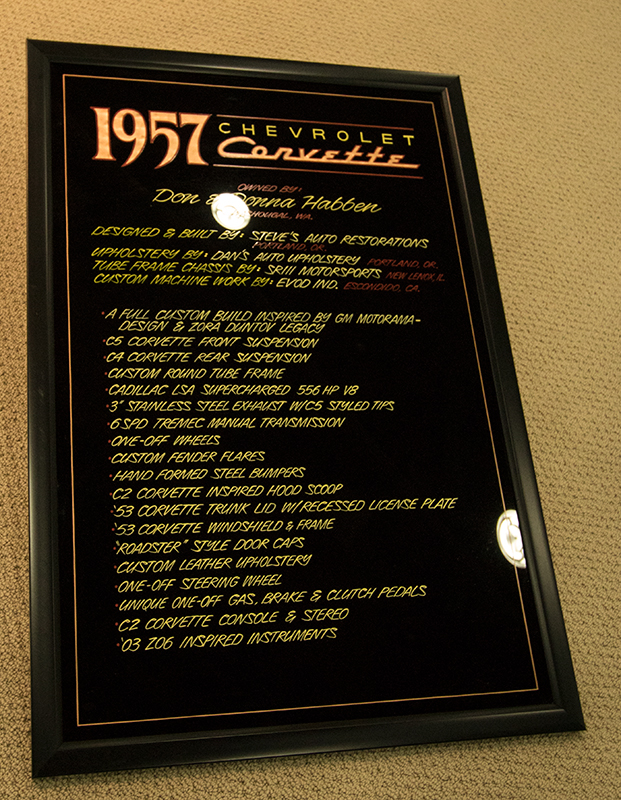 1957 CHEVROLET
Corvette
OWNED BY:
Don & Donna Habben
WA.
DESIGNED & BUILT BY: STEVE'S AUTO RESTORATIONS
PORTLAND, OR.
UPHOLSTERY BY: DAN'S AUTO UPHOLSTERY PORTLAND, OR.
TUBE FRAME CHASSIS BY: SRIII MOTORSPORTS NEW LENOX, IL.
CUSTOM MACHINE WORK BY: EVOD IND. ESCONDIDO, CA.
• A FULL CUSTOM BUILD INSPIRED BY GM MOTORAMA-
DESIGN & ZORA DUNTOV LEGACY
• C5 CORVETTE FRONT SUSPENSION
• C4 CORVETTE REAR SUSPENSION
• CUSTOM ROUND TUBE FRAME
• CADILLAC LSA SUPERCHARGED 556 HP V8
• 3" STAINLESS STEEL EXHAUST W/C5 STYLED TIPS
• 6 SPD TREMEC MANUAL TRANSMISSION
• ONE-OFF WHEELS
• CUSTOM FENDER FLARES
• HAND FORMED STEEL BUMPERS
• C2 CORVETTE INSPIRED HOOD SCOOP
• '53 CORVETTE TRUNK LID W/RECESSED LICENSE PLATE
• '53 CORVETTE WINDSHIELD & FRAME
• "ROADSTER" STYLE DOOR CAPS
• CUSTOM LEATHER UPHOLSTERY
• ONE-OFF STEERING WHEEL
• UNIQUE ONE-OFF GAS, BRAKE & CLUTCH PEDALS
• C2 CORVETTE CONSOLE & STEREO
• '03 Z06 INSPIRED INSTRUMENTS